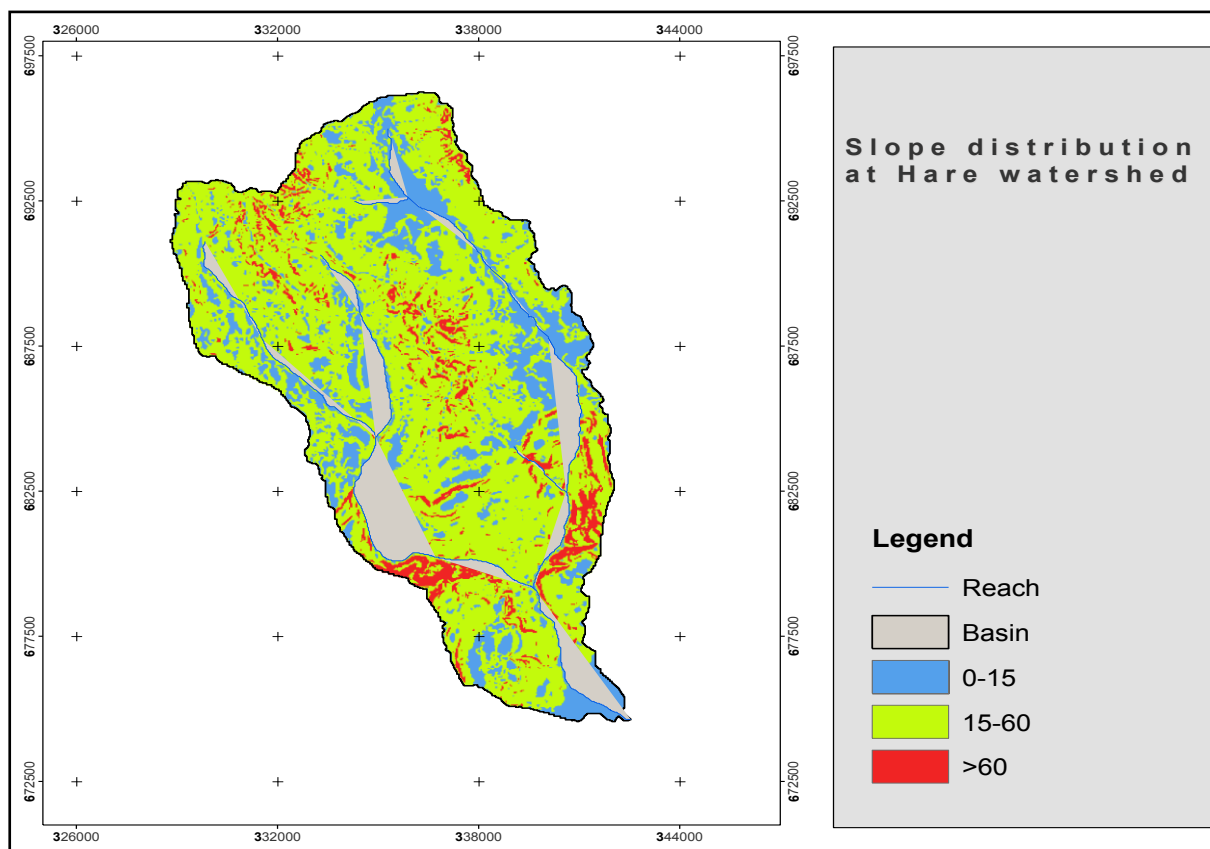 326000 332000 338000 344000
697500 697500
692500 692500
687500 687500
682500 682500
677500 677500
672500 672500
326000 332000 338000 344000
Slope distribution
at Hare watershed
Legend
Reach
Basin
0-15
15-60
>60